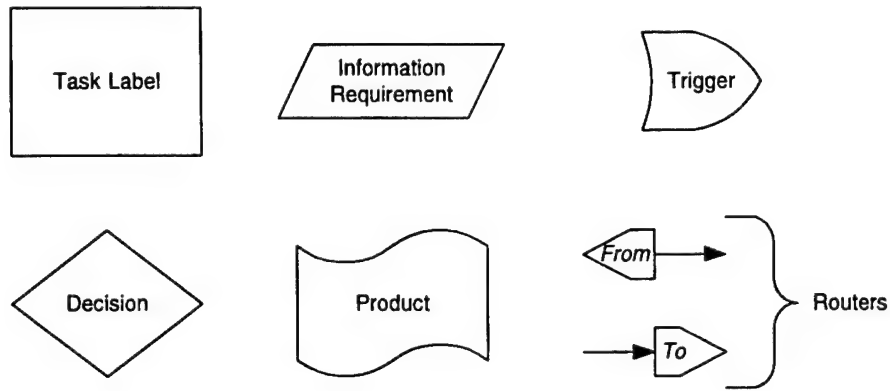 Task Label
Information
Requirement
Trigger
Decision
Product
From
To
Routers